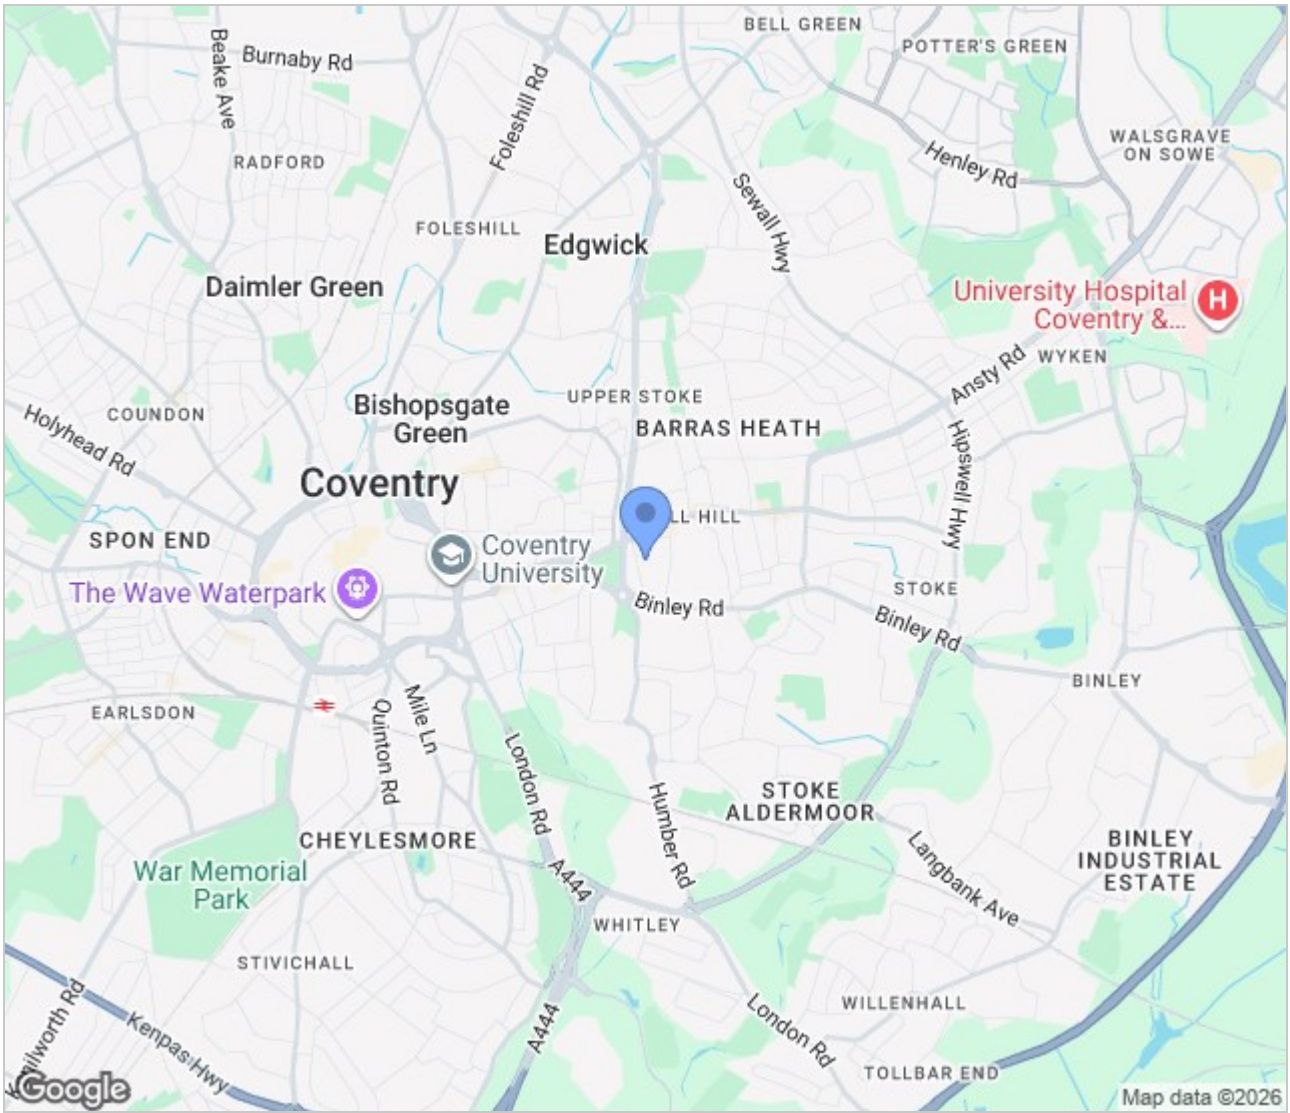 BELL GREEN
POTTER'S GREEN
Burnaby Rd
Beake Ave
Foleshill Rd
WALSGRAVE
ON SOWE
Henley Rd
RADFORD
Sewall Hwy
FOLESHILL
Edgwick
Daimler Green
University Hospital
Coventry &...
H
WYKEN
Ansty Rd
UPPER STOKE
Bishopsgate
Green
COUNDON
BARRAS HEATH
Holyhead Rd
Hipswell Hwy
Coventry
LL HILL
SPON END
Coventry
University
The Wave Waterpark
STOKE
Binley Rd
Binley Rd
BINLEY
EARLSDON
Mile Ln
Quinton Rd
London Rd
STOKE
ALDERMOOR
Humber Rd
CHEYLESMORE
BINLEY
INDUSTRIAL
ESTATE
Langbank Ave
War Memorial
Park
A444
WHITLEY
STIVICHALL
WILLENHALL
London Rd
A444
Kenpas Hwy
TOLLBAR END
Google
Map data ©2026